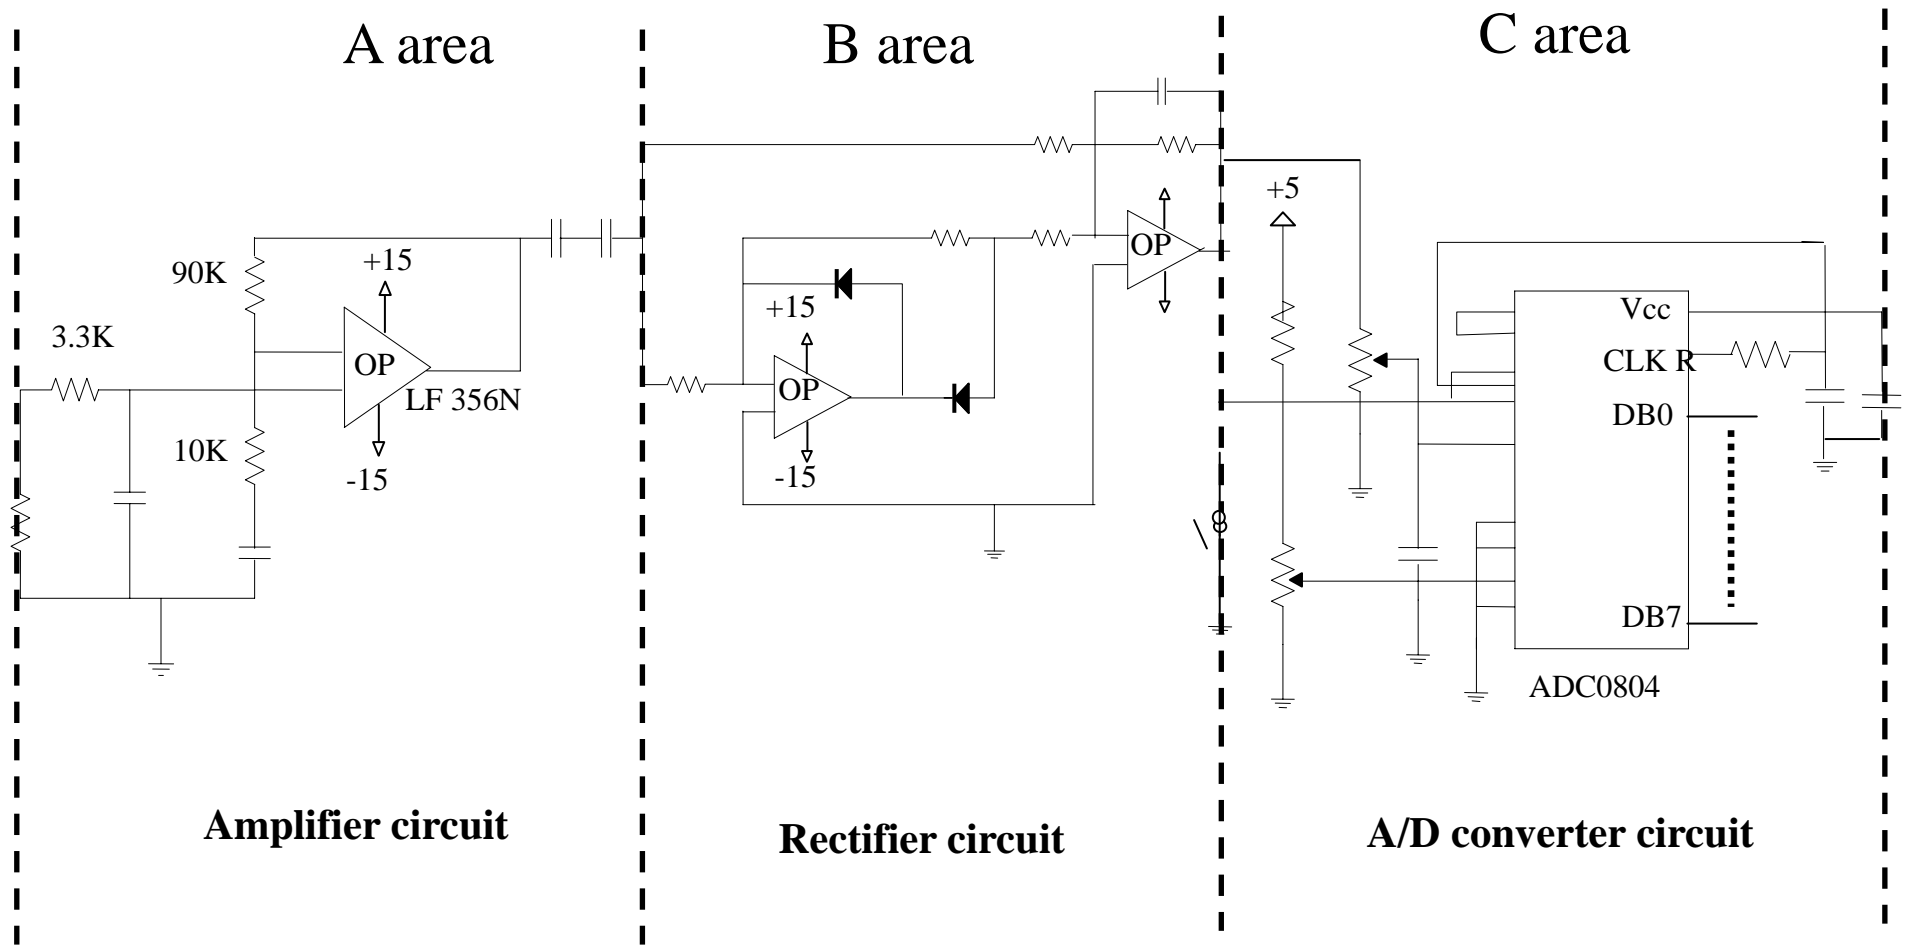 A area
B area
C area
90K
+15
3.3K
OP
LF 356N
10K
-15
+15
OP
-15
OP
+5
Vcc
CLK R
DB0
DB7
ADC0804
Amplifier circuit
Rectifier circuit
A/D converter circuit